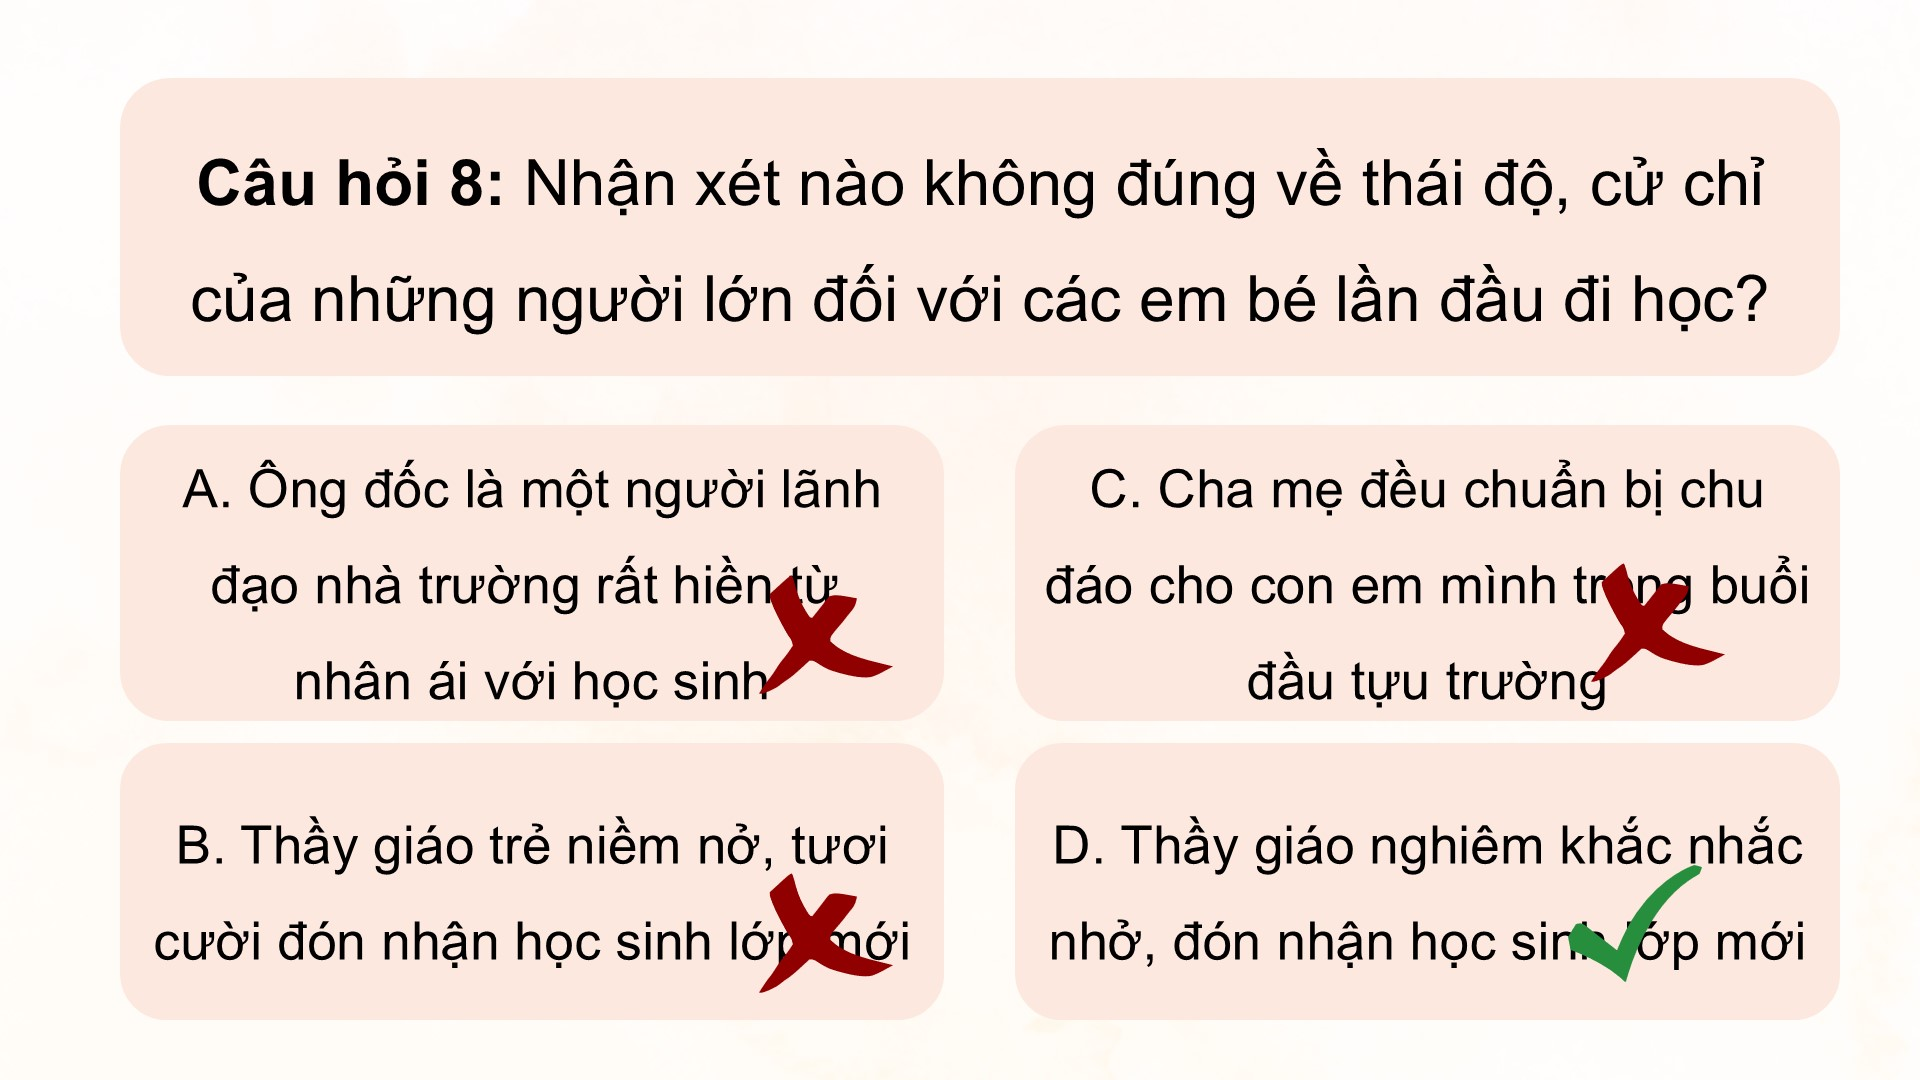 Câu hỏi 8: Nhận xét nào không đúng về thái độ, cử chỉ
của những người lớn đối với các em bé lần đầu đi học?
A. Ông đốc là một người lãnh
đạo nhà trường rất hiền từ
nhân ái với học sinh
C. Cha mẹ đều chuẩn bị chu
đáo cho con em mình trong buổi
đầu tựu trường
B. Thầy giáo trẻ niềm nở, tươi
cười đón nhận học sinh lớp mới
D. Thầy giáo nghiêm khắc nhắc
nhở, đón nhận học sinh lớp mới